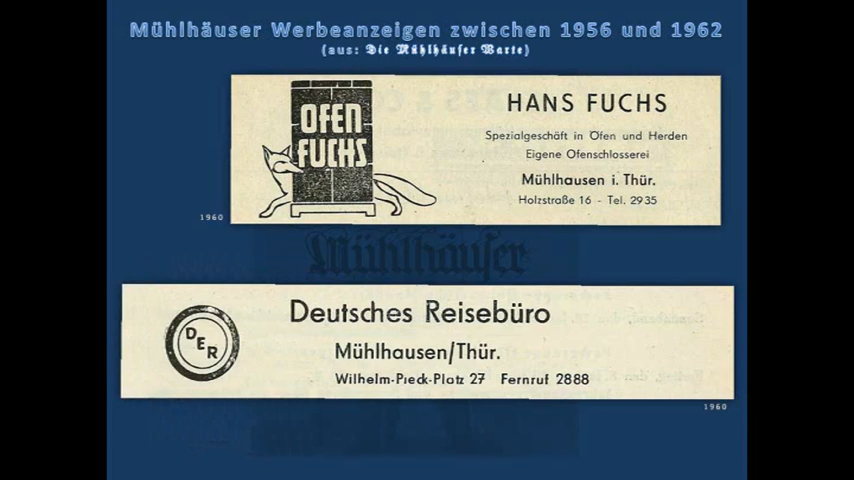 Mühlhäuser Werbeanzeigen zwischen 1956 und 1962
(aus: Die Mühlhäuser Warte)
OFEN
FUCHS
HANS FUCHS
Spezialgeschäft in Öfen und Herden
Eigene Ofenschlosserei
Mühlhausen i. Thür.
Holzstraße 16 - Tel. 2935
1960
Mühlhäuser
DER
Deutsches Reisebüro
Mühlhausen/Thür.
Wilhelm-Pieck-Platz 27 Fernruf 2888
1960